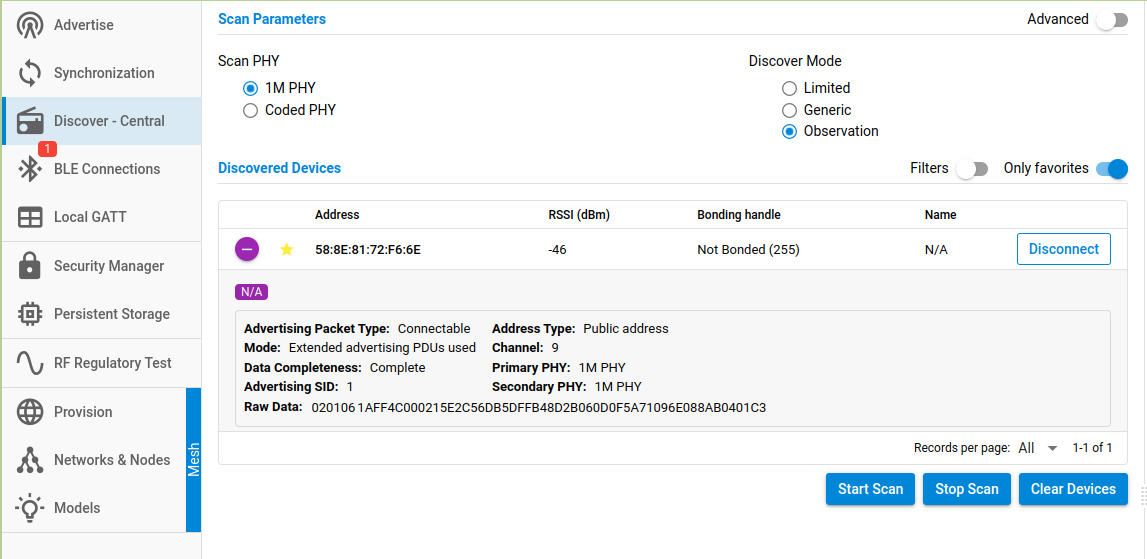 Advertise
Synchronization
Discover - Central
1
BLE Connections
Local GATT
Security Manager
Persistent Storage
RF Regulatory Test
Provision
Networks & Nodes
Models
Mesh
Scan Parameters
Advanced
Scan PHY
1M PHY
Coded PHY
Discover Mode
Limited
Generic
Observation
Discovered Devices
Filters
Only favorites
Address RSSI (dBm) Bonding handle Name
58:8E:81:72:F6:6E -46 Not Bonded (255) N/A Disconnect
N/A
Advertising Packet Type: Connectable Address Type: Public address
Mode: Extended advertising PDUs used Channel: 9
Data Completeness: Complete Primary PHY: 1M PHY
Advertising SID: 1 Secondary PHY: 1M PHY
Raw Data: 020106 1AFF4C000215E2C56DB5DFFB48D2B060D0F5A71096E088AB0401C3
Records per page: All 1-1 of 1
Start Scan Stop Scan Clear Devices